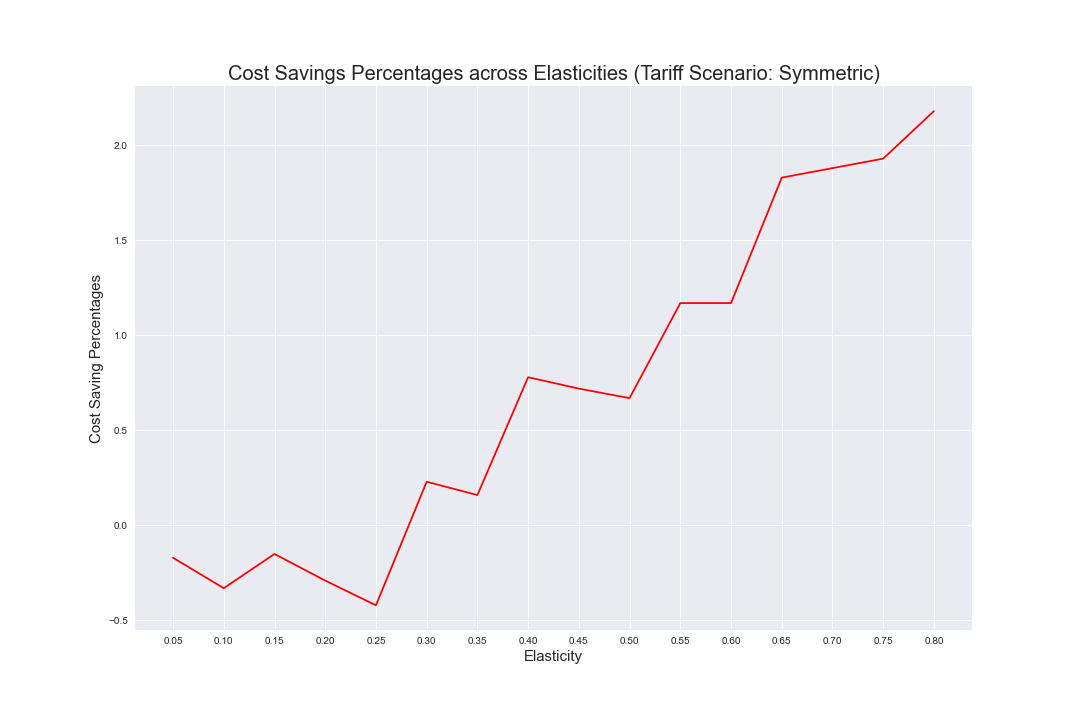 Cost Savings Percentages across Elasticities (Tariff Scenario: Symmetric)
2.0
1.5
1.0
0.5
0.0
−0.5
Cost Saving Percentages
0.05 0.10 0.15 0.20 0.25 0.30 0.35 0.40 0.45 0.50 0.55 0.60 0.65 0.70 0.75 0.80
Elasticity